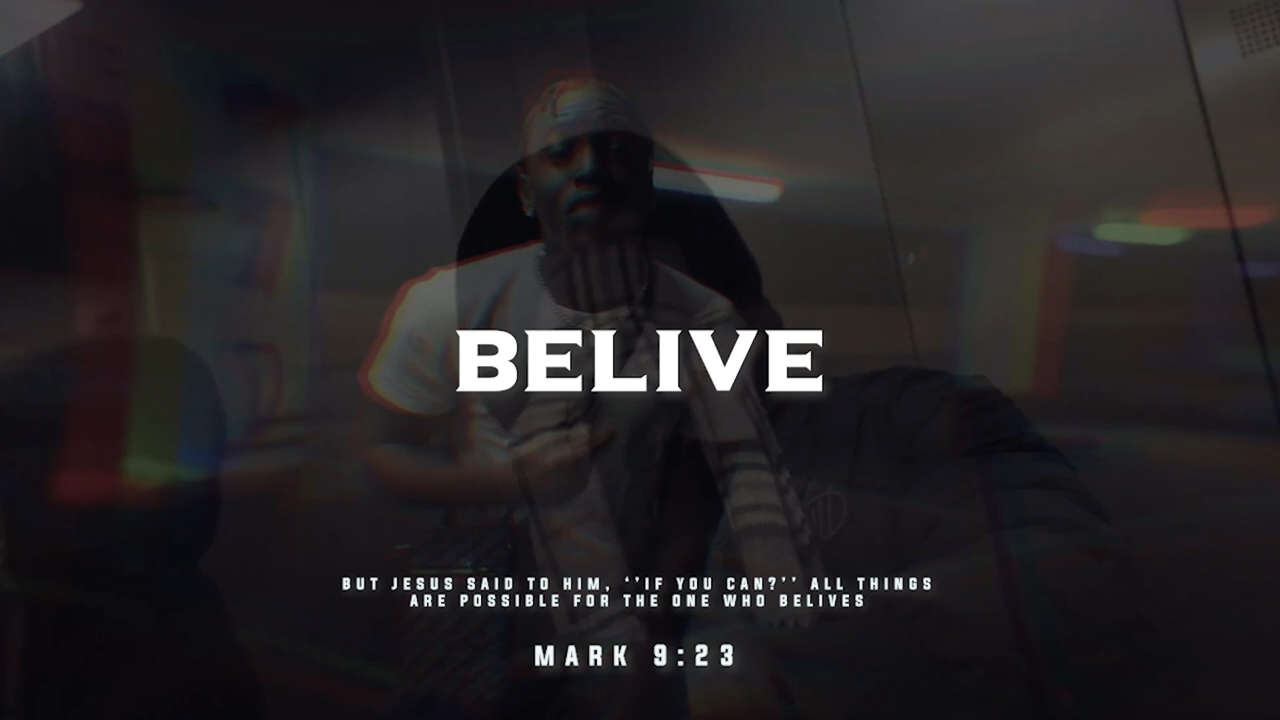 BELIVE
BUT JESUS SAID TO HIM, ‘’IF YOU CAN?’’ ALL THINGS
ARE POSSIBLE FOR THE ONE WHO BELIVES
MARK 9:23